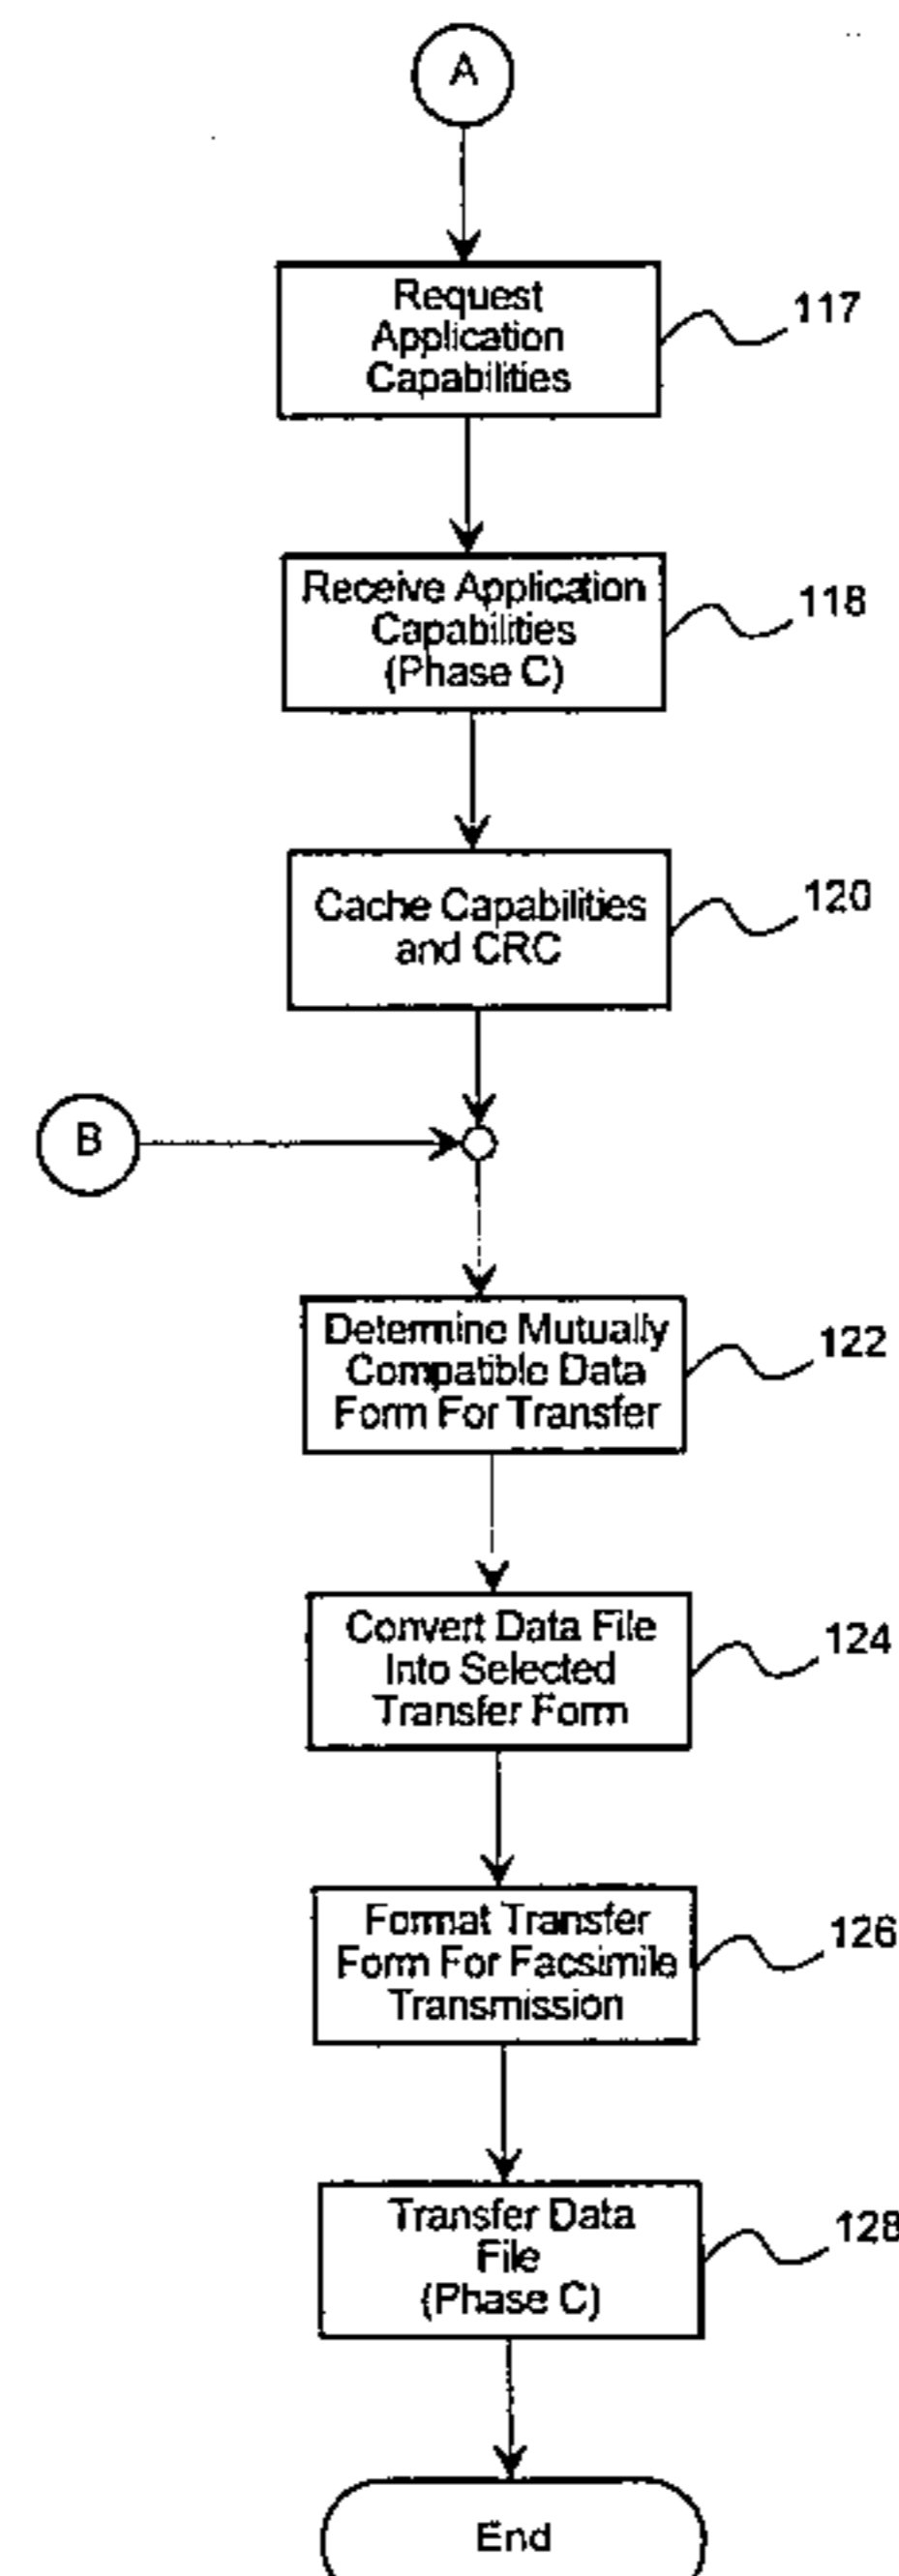 A
Request
Application
Capabilities
117
Receive Application
Capabilities
(Phase C)
118
Cache Capabilities
and CRC
120
B
Determine Mutually
Compatible Data
Form For Transfer
122
Convert Data File
Into Selected
Transfer Form
124
Format Transfer
Form For Facsimile
Transmission
126
Transfer Data
File
(Phase C)
128
End